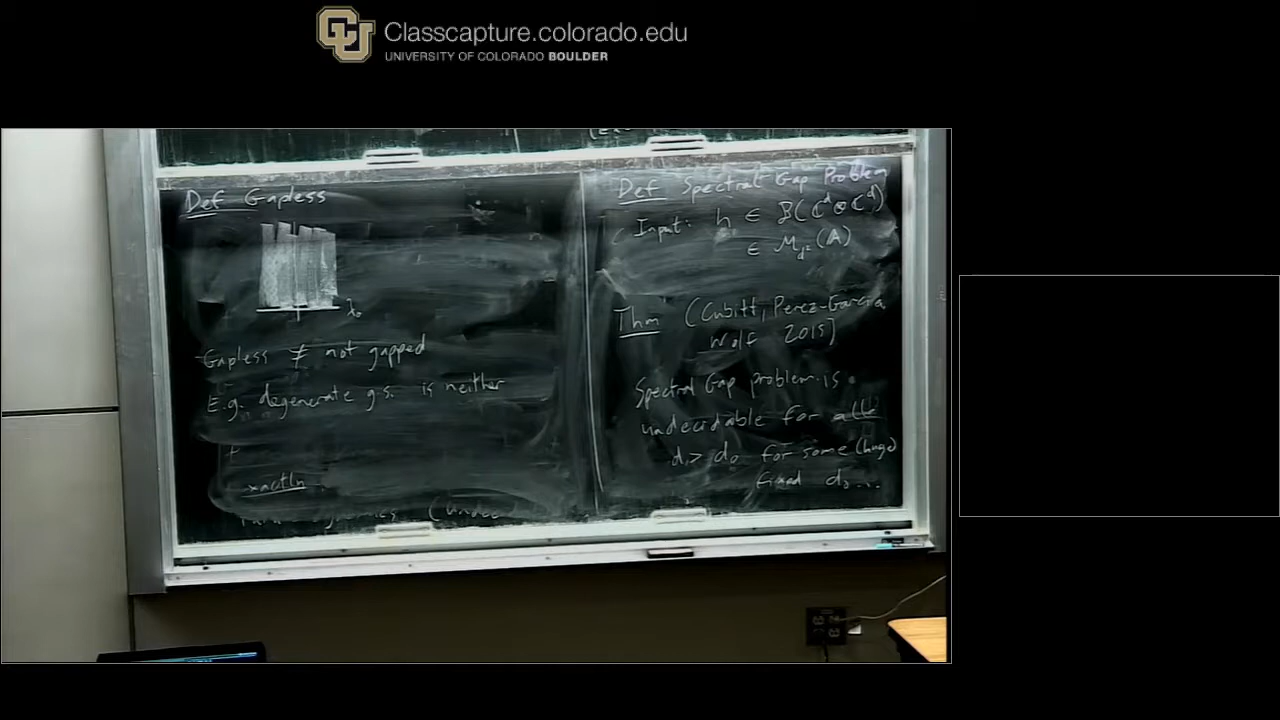 CU
Classcapture.colorado.edu
UNIVERSITY OF COLORADO BOULDER
Def Gapless
λ₀
Gapless ≠ not gapped
E.g. degenerate g.s. is neither
Def Spectral Gap Problem
Input: h ∈ B(ℂᵈ ⊗ ℂᵈ)
∈ M_d²(𝔸)
Thm (Cubitt, Perez-Garcia,
Wolf 2015]
Spectral Gap problem is
undecidable for all
d > d₀ for some (huge)
fixed d₀...